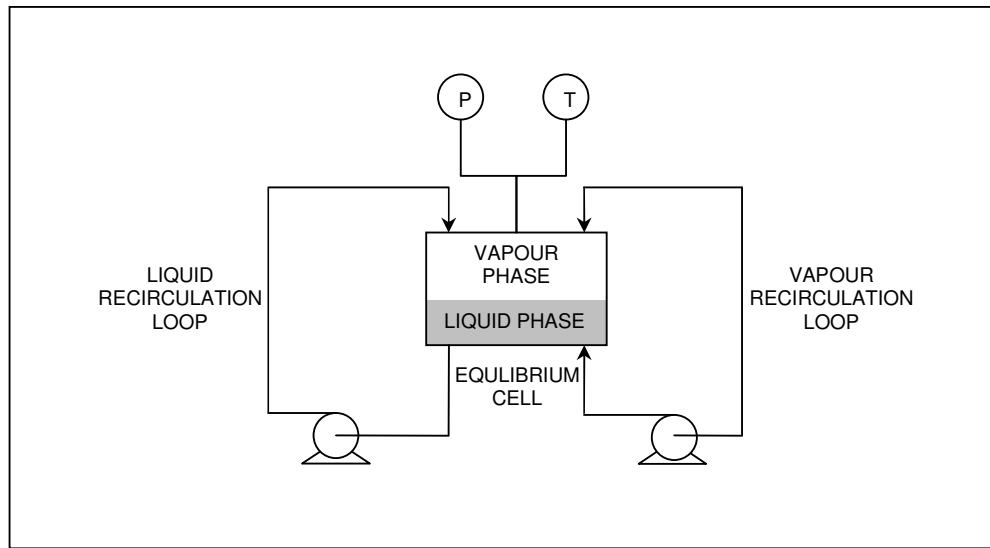 P
T
LIQUID
RECIRCULATION
LOOP
VAPOUR
PHASE
LIQUID PHASE
EQULIBRIUM
CELL
VAPOUR
RECIRCULATION
LOOP